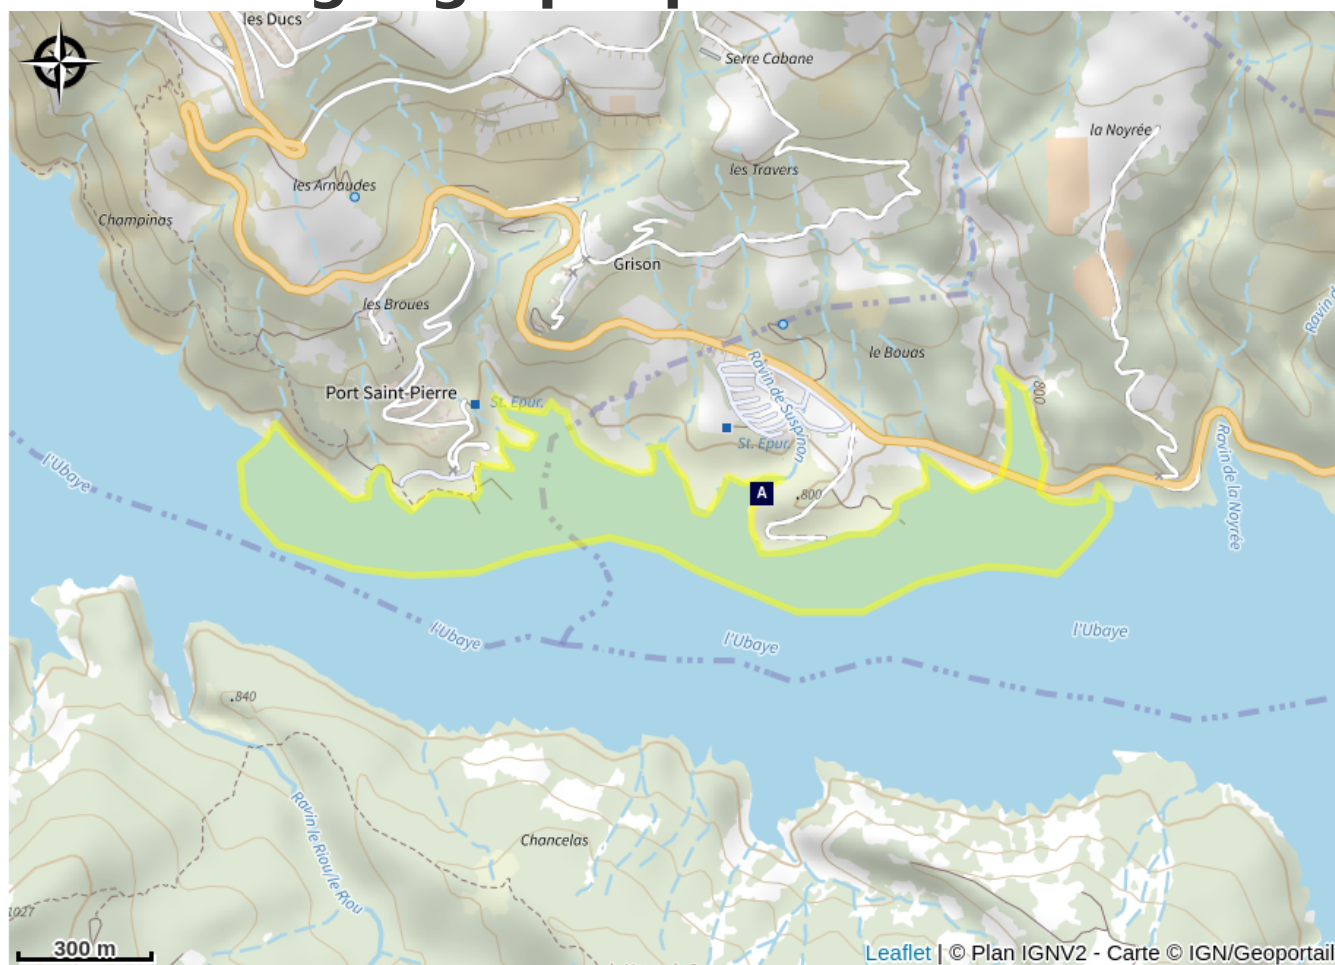 les Ducs
Serre Cabane
la Noyrée
les Travers
les Arnaudes
Champinas
Grison
les Broues
Ravin d
le Bouas
Ravin de Suspinon
Port Saint-Pierre
St. Epur.
800
St. Epur.
l'Ubaye
A
800
Ravin de la Noyrée
l'Ubaye
l'Ubaye
l'Ubaye
840
Ravin le Riou/le Riou
Chancelas
1027
300 m
Leaflet | © Plan IGNV2 - Carte © IGN/Geoportail